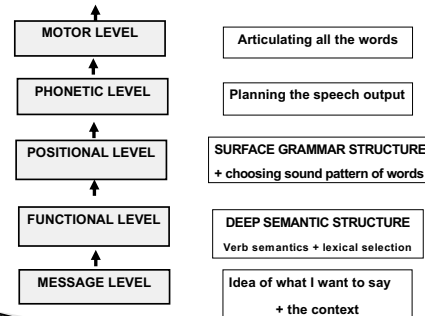 MOTOR LEVEL
Articulating all the words
PHONETIC LEVEL
Planning the speech output
POSITIONAL LEVEL
SURFACE GRAMMAR STRUCTURE
+ choosing sound pattern of words
FUNCTIONAL LEVEL
DEEP SEMANTIC STRUCTURE
Verb semantics + lexical selection
MESSAGE LEVEL
Idea of what I want to say
+ the context